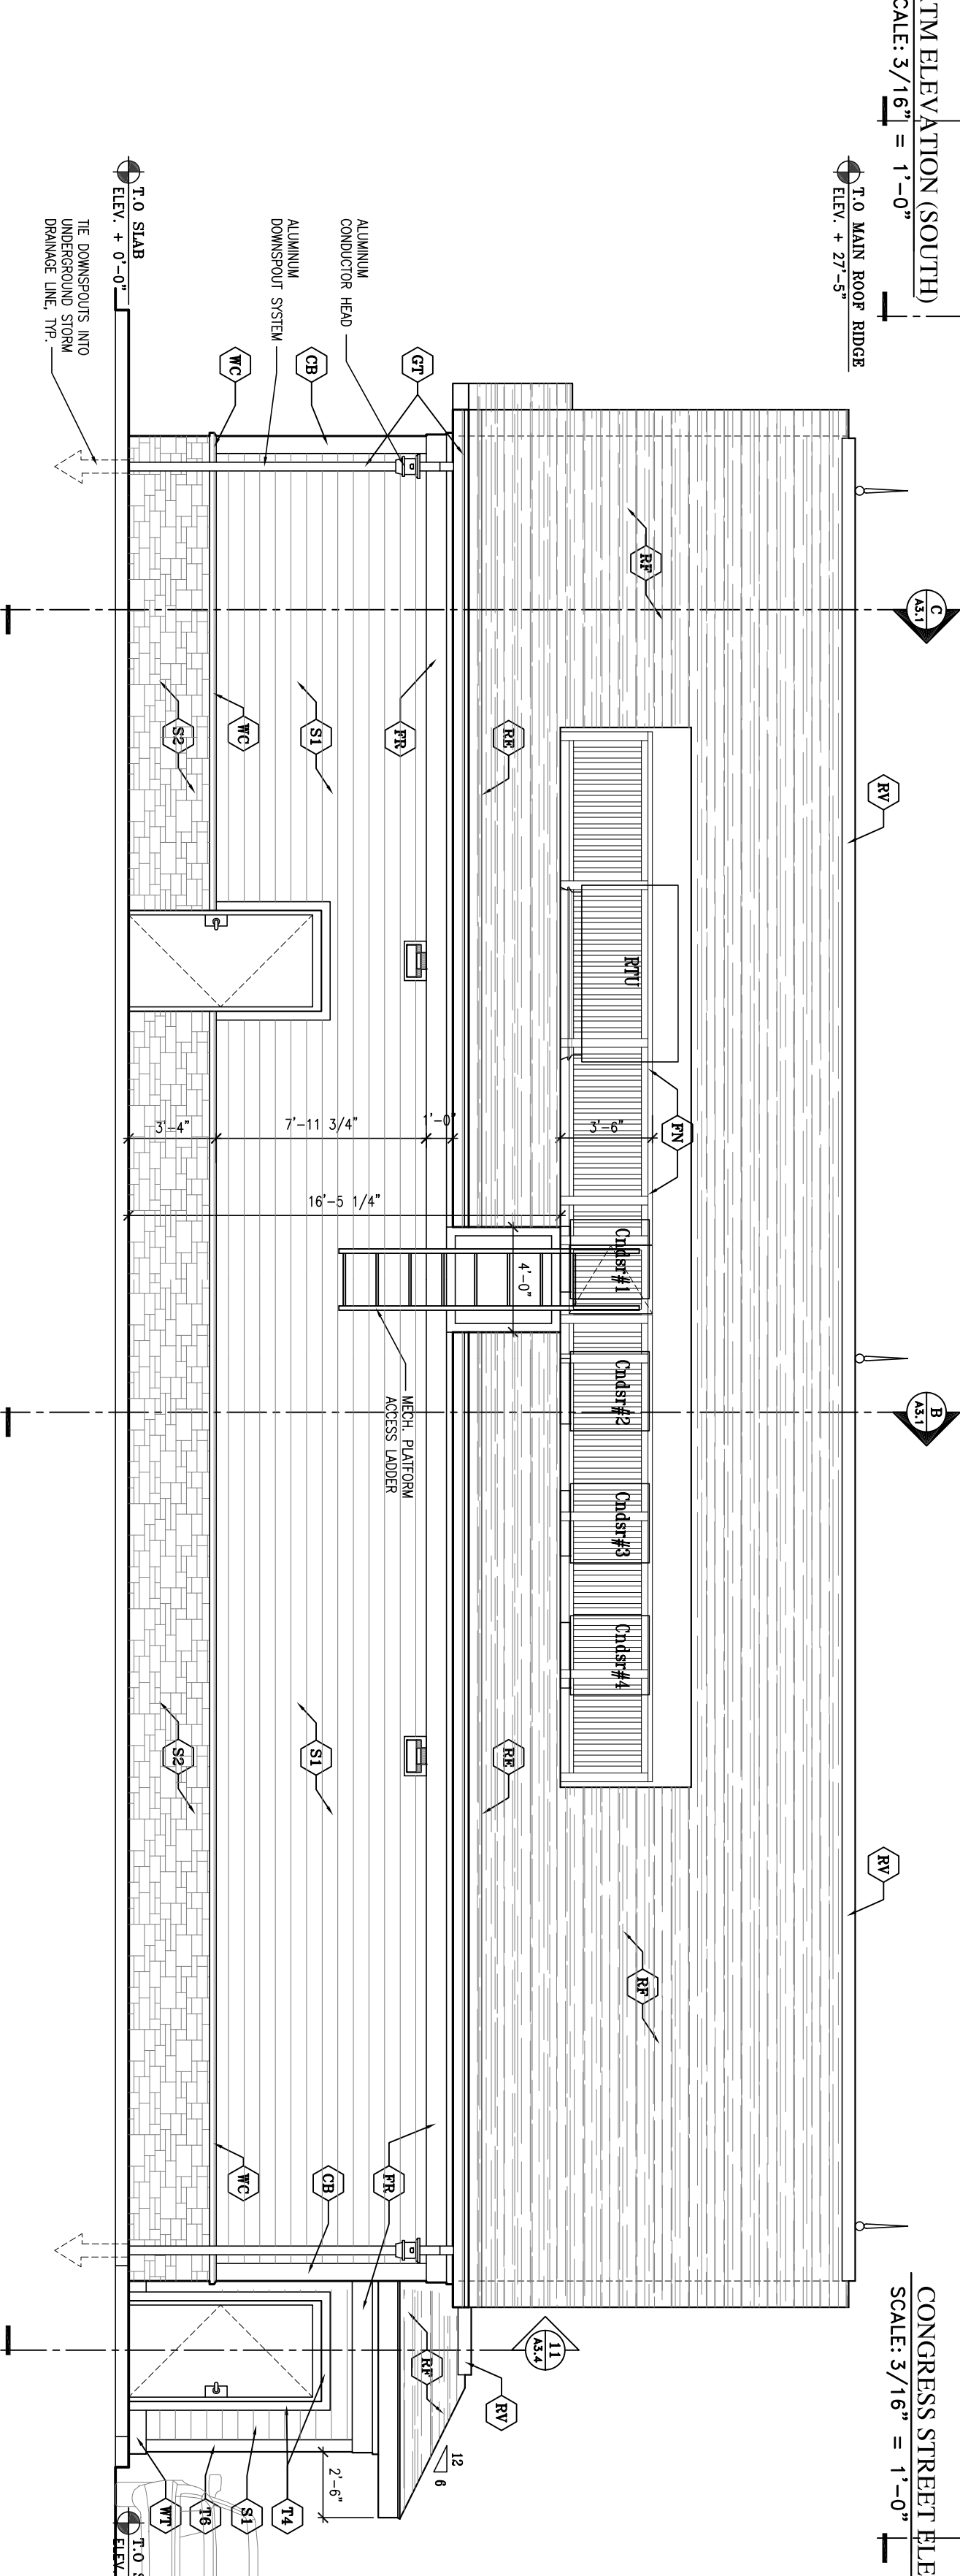 ATM ELEVATION (SOUTH)
SCALE: 3/16" = 1'-0"
CONGRESS STREET ELE
SCALE: 3/16" = 1'-0"
C
A3.1
B
A3.1
RV
RV
T.O MAIN ROOF RIDGE
ELEV. + 27'-5"
RF
RF
RTU
FN
3'-6"
Cndsr#1
Cndsr#2
Cndsr#3
Cndsr#4
RE
RE
4'-0"
11
A3.4
RV
RF
12
6
GT
FR
1'-0"
MECH. PLATFORM
ACCESS LADDER
FR
ALUMINUM
CONDUCTOR HEAD
CB
S1
7'-11 3/4"
16'-5 1/4"
S1
CB
2'-6"
ALUMINUM
DOWNSPOUT SYSTEM
WC
WC
WC
T4
S1
T6
WT
3'-4"
S2
S2
T.O SLAB
ELEV. + 0'-0"
T.O S
ELEV.
TIE DOWNSPOUTS INTO
UNDERGROUND STORM
DRAINAGE LINE, TYP.